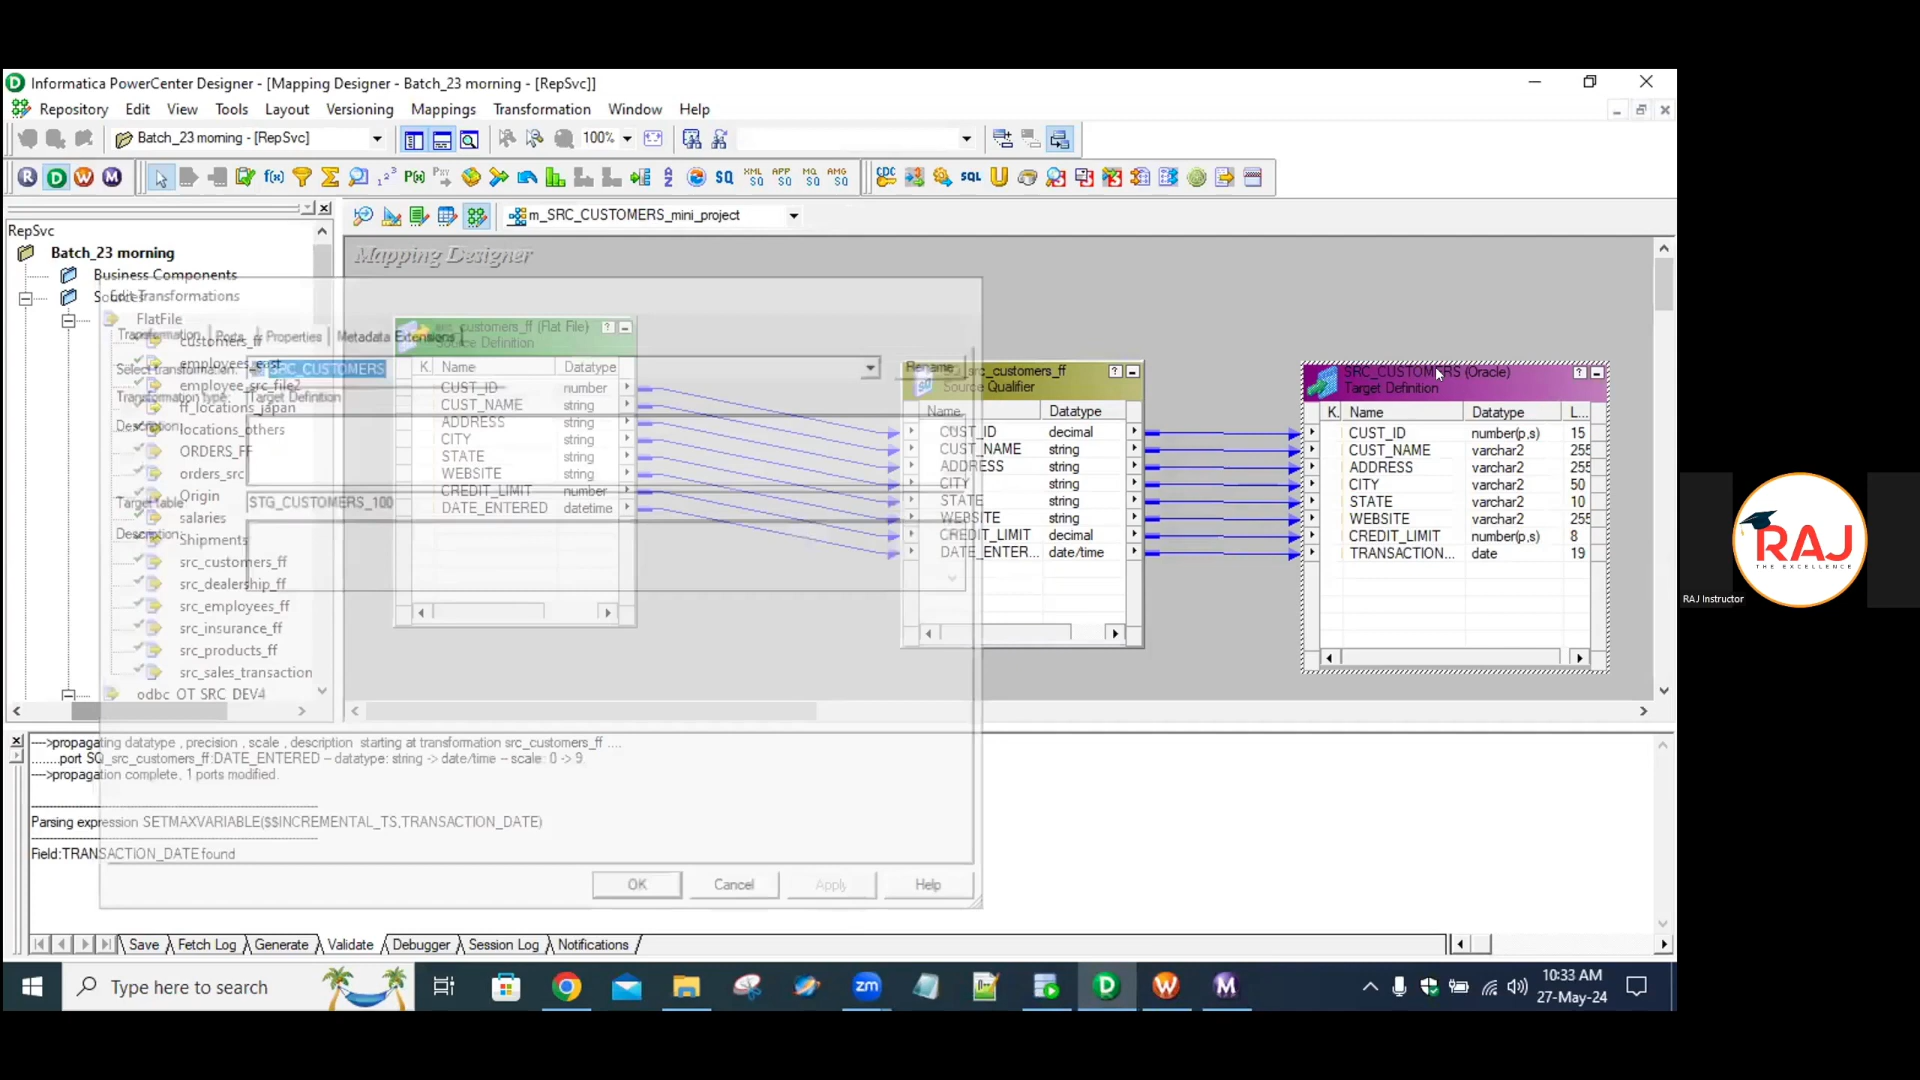 Informatica PowerCenter Designer - [Mapping Designer - Batch_23 morning - [RepSvc]]
Repository Edit View Tools Layout Versioning Mappings Transformation Window Help
Batch_23 morning - [RepSvc] 100%
m_SRC_CUSTOMERS_mini_project
RepSvc
Batch_23 morning
Business Components
Sources
FlatFile
customers_ff
employees_east
employee_src_file2
ff_locations_japan
locations_others
ORDERS_FF
orders_src
Origin
salaries
Shipments
src_customers_ff
src_dealership_ff
src_employees_ff
src_insurance_ff
src_products_ff
src_sales_transaction
odbc_OT_SRC_DEV4
Mapping Designer
Edit Transformations
Transformation Ports Properties Metadata Extensions
Select transformation: SRC_CUSTOMERS Rename
Transformation type: Target Definition
Description:
Target table: STG_CUSTOMERS_100
Description:
OK Cancel Apply Help
src_customers_ff (Flat File)
Source Definition
K. Name Datatype
CUST_ID number
CUST_NAME string
ADDRESS string
CITY string
STATE string
WEBSITE string
CREDIT_LIMIT number
DATE_ENTERED datetime
src_customers_ff
Source Qualifier
Name Datatype
CUST_ID decimal
CUST_NAME string
ADDRESS string
CITY string
STATE string
WEBSITE string
CREDIT_LIMIT decimal
DATE_ENTER... date/time
SRC_CUSTOMERS (Oracle)
Target Definition
K. Name Datatype L...
CUST_ID number(p,s) 15
CUST_NAME varchar2 255
ADDRESS varchar2 255
CITY varchar2 50
STATE varchar2 10
WEBSITE varchar2 255
CREDIT_LIMIT number(p,s) 8
TRANSACTION... date 19
--->propagating datatype , precision , scale , description starting at transformation src_customers_ff ....
........port SQ_src_customers_ff:DATE_ENTERED -- datatype: string -> date/time -- scale: 0 -> 9.
--->propagation complete, 1 ports modified.
Parsing expression SETMAXVARIABLE($$INCREMENTAL_TS,TRANSACTION_DATE)
Field:TRANSACTION_DATE found
Save Fetch Log Generate Validate Debugger Session Log Notifications
Type here to search
zm
10:33 AM
27-May-24
RAJ
THE EXCELLENCE
RAJ Instructor